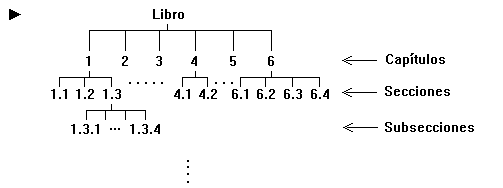 Libro
1 2 3 4 5 6 Capítulos
1.1 1.2 1.3 ..... 4.1 4.2 ... 6.1 6.2 6.3 6.4 Secciones
1.3.1 ... 1.3.4 Subsecciones